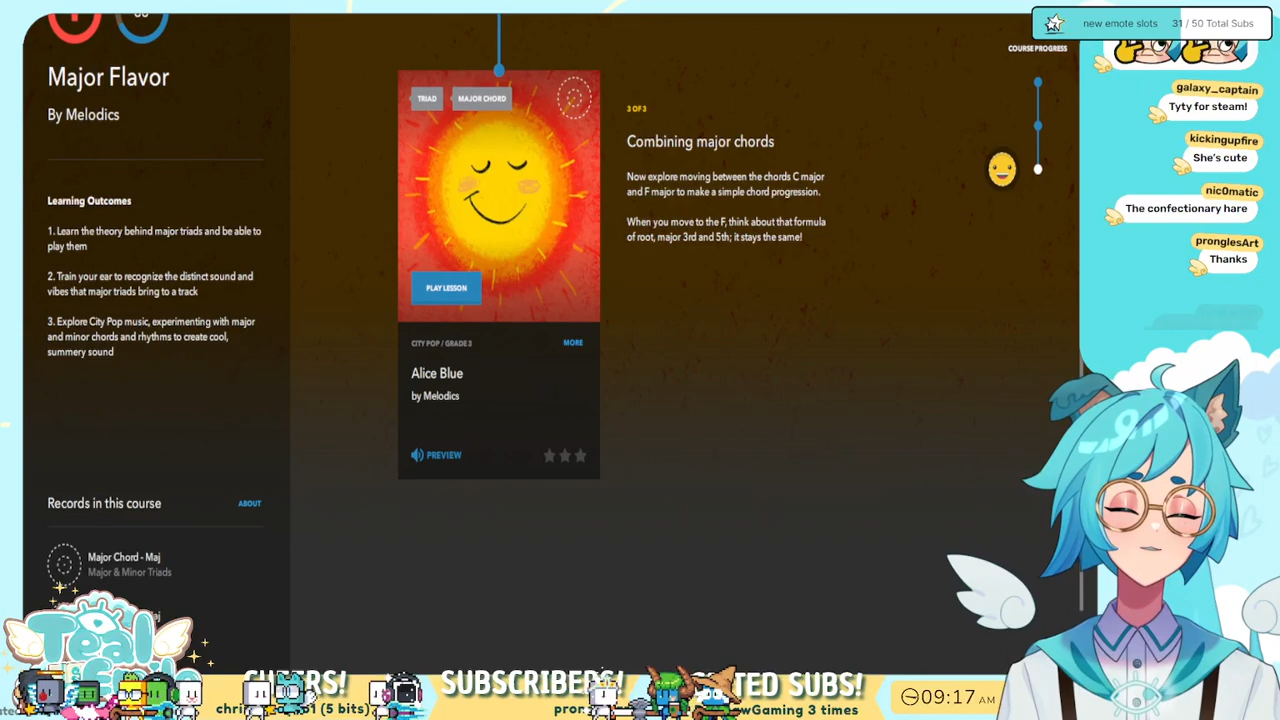 new emote slots 31 / 50 Total Subs
COURSE PROGRESS
Major Flavor
By Melodics
Learning Outcomes
1. Learn the theory behind major triads and be able to
play them
2. Train your ear to recognize the distinct sound and
vibes that major triads bring to a track
3. Explore City Pop music, experimenting with major
and minor chords and rhythms to create cool,
summery sound
Records in this course
ABOUT
Major Chord - Maj
Major & Minor Triads
TRIAD
MAJOR CHORD
PLAY LESSON
CITY POP / GRADE 3
MORE
Alice Blue
by Melodics
PREVIEW
3 OF 3
Combining major chords
Now explore moving between the chords C major
and F major to make a simple chord progression.
When you move to the F, think about that formula
of root, major 3rd and 5th; it stays the same!
galaxy_captain
Tyty for steam!
kickingupfire
She's cute
nic0matic
The confectionary hare
pronglesArt
Thanks
Teal
SUBSCRIBERS!
SUBS!
(5 bits)
3 times
09:17 AM